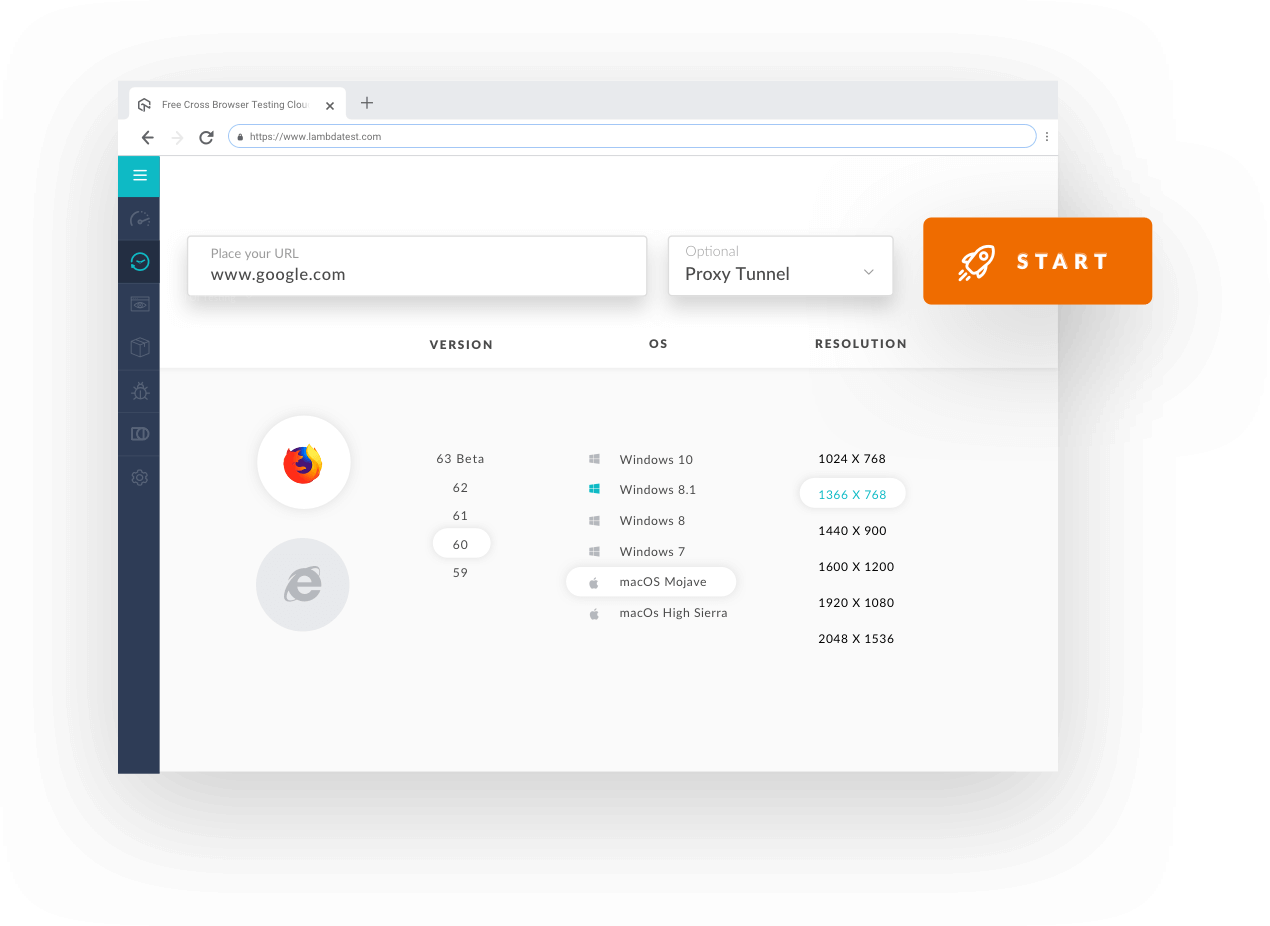 Free Cross Browser Testing Clou
https://www.lambdatest.com
Place your URL
www.google.com
Optional
Proxy Tunnel
START
VERSION
OS
RESOLUTION
63 Beta
62
61
60
59
Windows 10
Windows 8.1
Windows 8
Windows 7
macOS Mojave
macOs High Sierra
1024 X 768
1366 X 768
1440 X 900
1600 X 1200
1920 X 1080
2048 X 1536